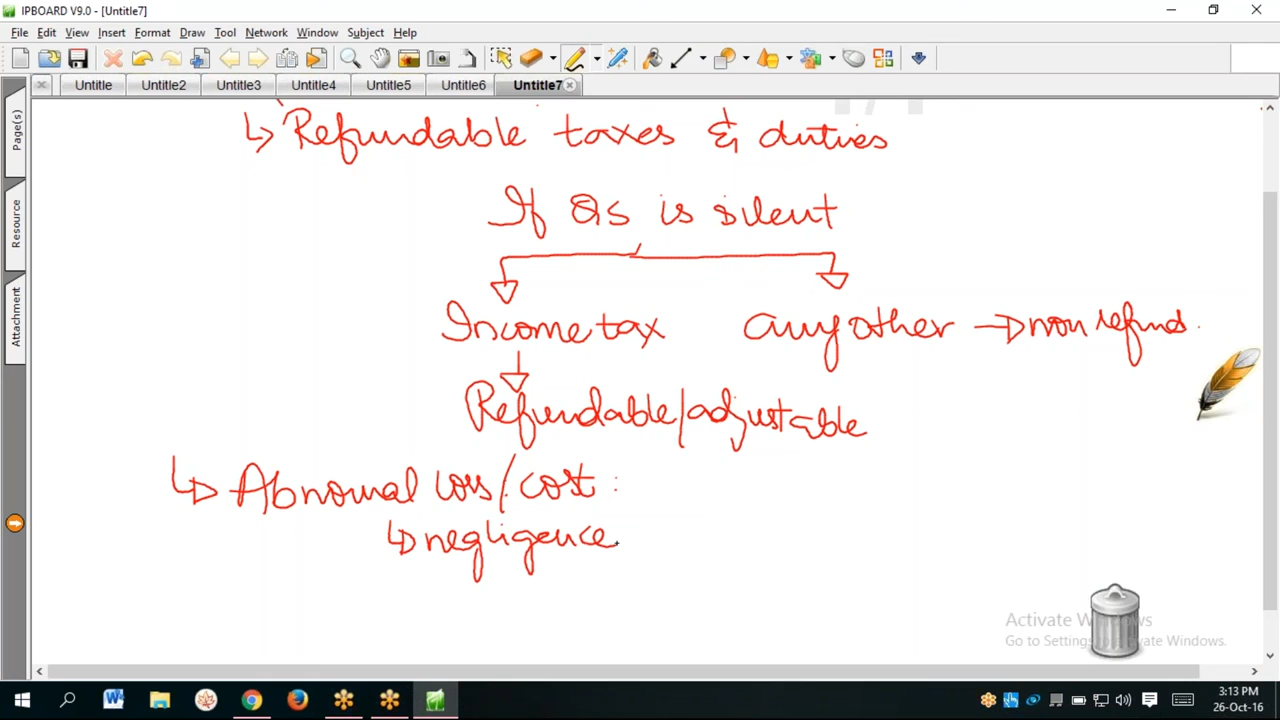 IPBOARD V9.0 - [Untitle7]
File Edit View Insert Format Draw Tool Network Window Subject Help
Untitle Untitle2 Untitle3 Untitle4 Untitle5 Untitle6 Untitle7
Page(s)
Resource
Attachment
Refundable taxes & duties
If QS is silent
Income tax any other → non refund.
Refundable/adjustable
Abnormal loss/cost:
negligence
Activate Windows
Go to Settings to activate Windows.
3:13 PM
26-Oct-16